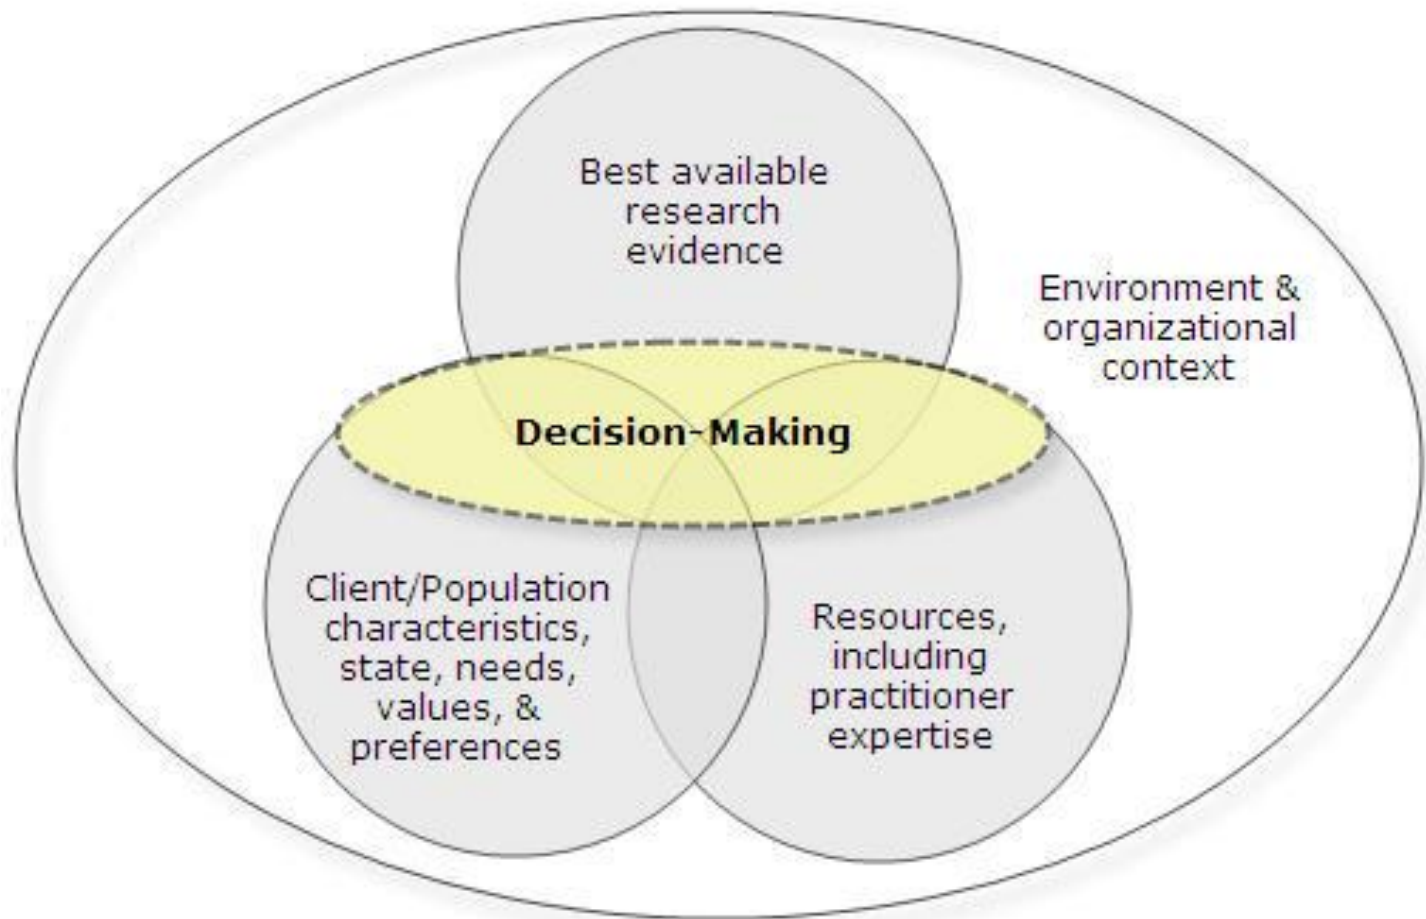 Best available
research
evidence
Environment &
organizational
context
Decision-Making
Client/Population
characteristics,
state, needs,
values, &
preferences
Resources,
including
practitioner
expertise